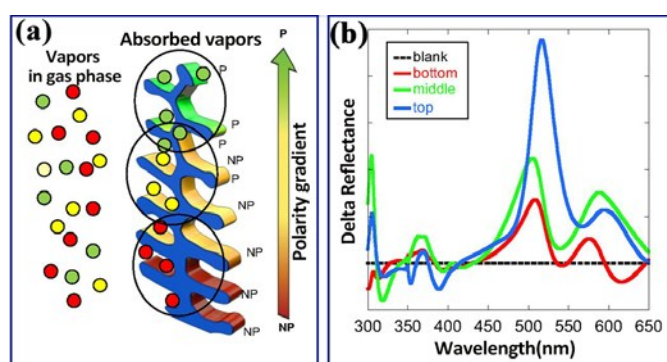 (a)
Vapors
in gas phase
Absorbed vapors
P
P
P
P
NP
P
NP
NP
NP
NP
Polarity gradient
NP
(b)
blank
bottom
middle
top
Delta Reflectance
300 350 400 450 500 550 600 650
Wavelength(nm)